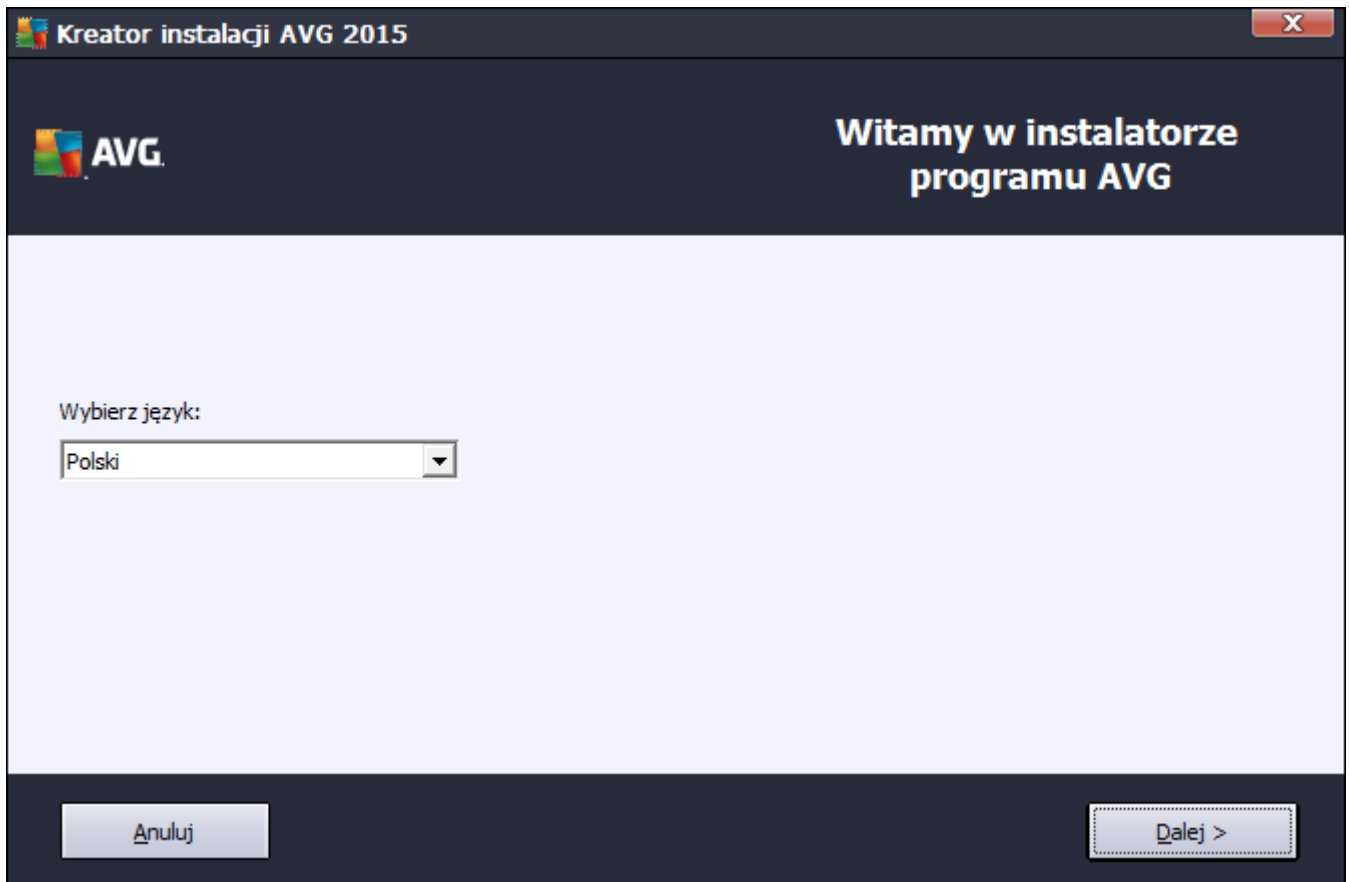 Kreator instalacji AVG 2015
X
AVG.
Witamy w instalatorze
programu AVG
Wybierz język:
Polski
Anuluj
Dalej >